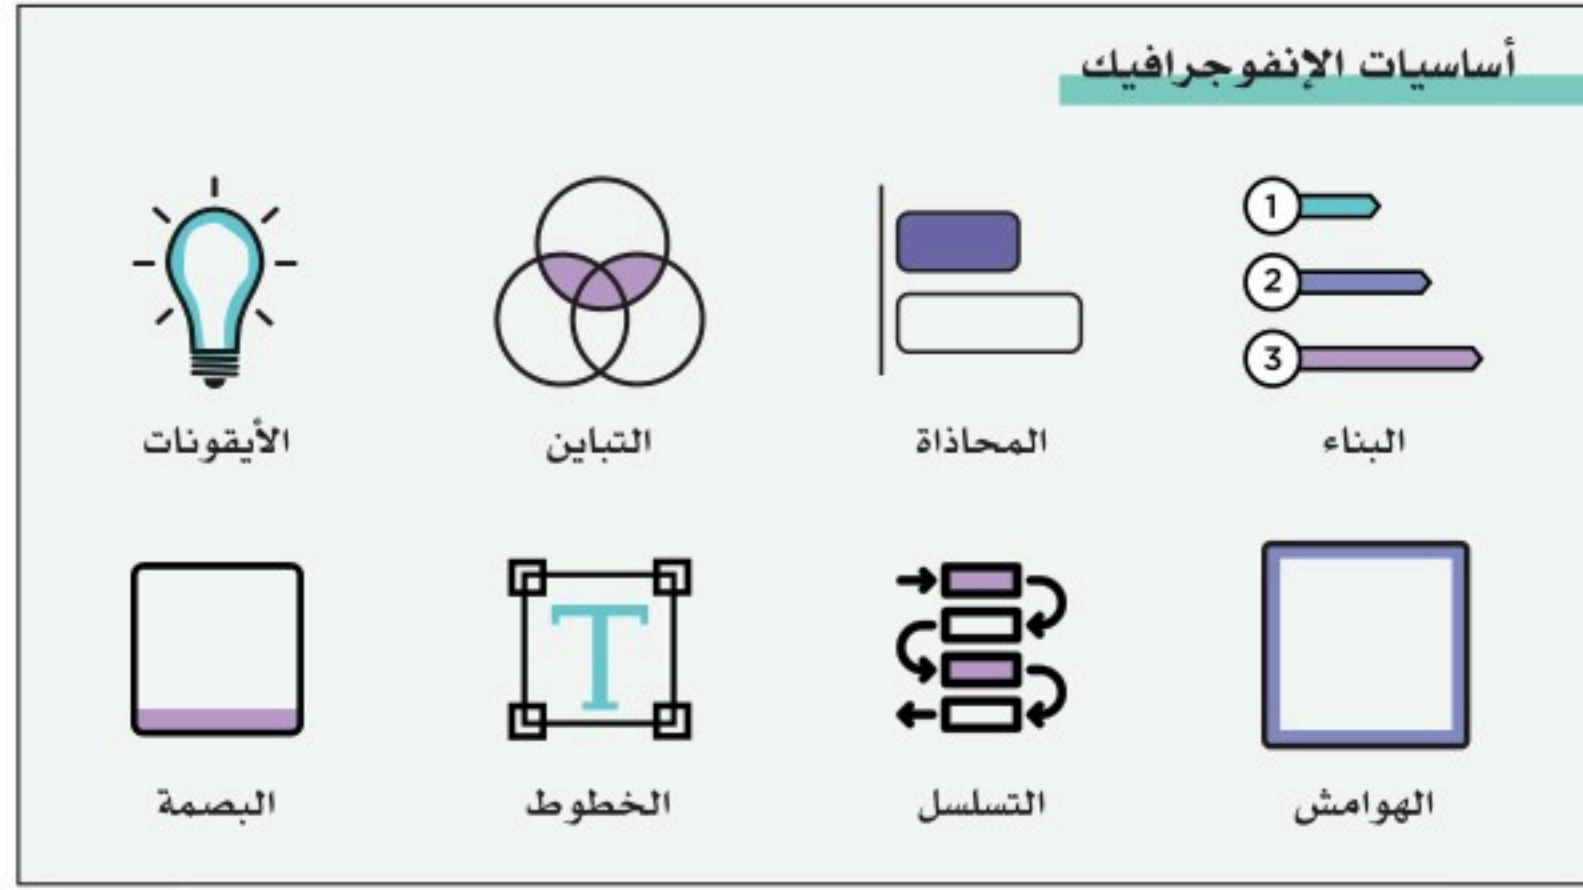 أساسيات الإنفوجرافيك
1
2
3
البناء
المحاذاة
التباين
الأيقونات
T
الهوامش
التسلسل
الخطوط
البصمة